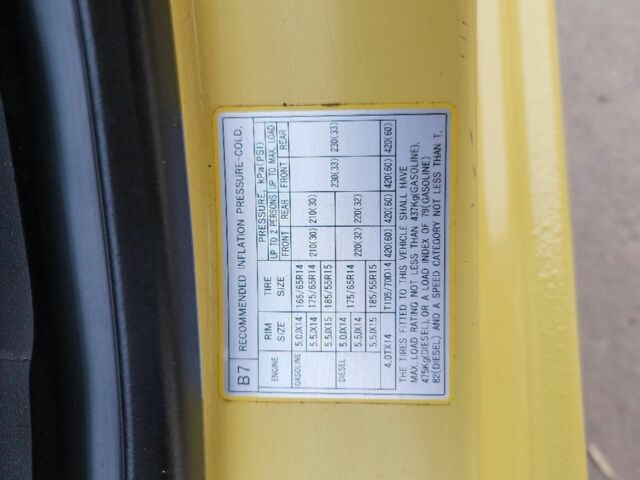 B7 RECOMMENDED INFLATION PRESSURE-COLD.
ENGINE RIM SIZE TIRE SIZE PRESSURE, kPa(PSI)
UP TO 2 PERSONS UP TO MAX. LOAD
FRONT REAR FRONT REAR
GASOLINE 5.0JX14 165/65R14 210(30) 210(30) 230(33) 230(33)
5.5JX14 175/65R14
5.5JX15 185/55R15
DIESEL 5.0JX14 175/65R14 220(32) 220(32)
5.5JX14
5.5JX15 185/55R15
4.0TX14 T105/70D14 420(60) 420(60) 420(60) 420(60)
THE TIRES FITTED TO THIS VEHICLE SHALL HAVE
MAX. LOAD RATING NOT LESS THAN 437Kg(GASOLINE),
475Kg(DIESEL), OR A LOAD INDEX OF 79(GASOLINE)
82(DIESEL) AND A SPEED CATEGORY NOT LESS THAN T.